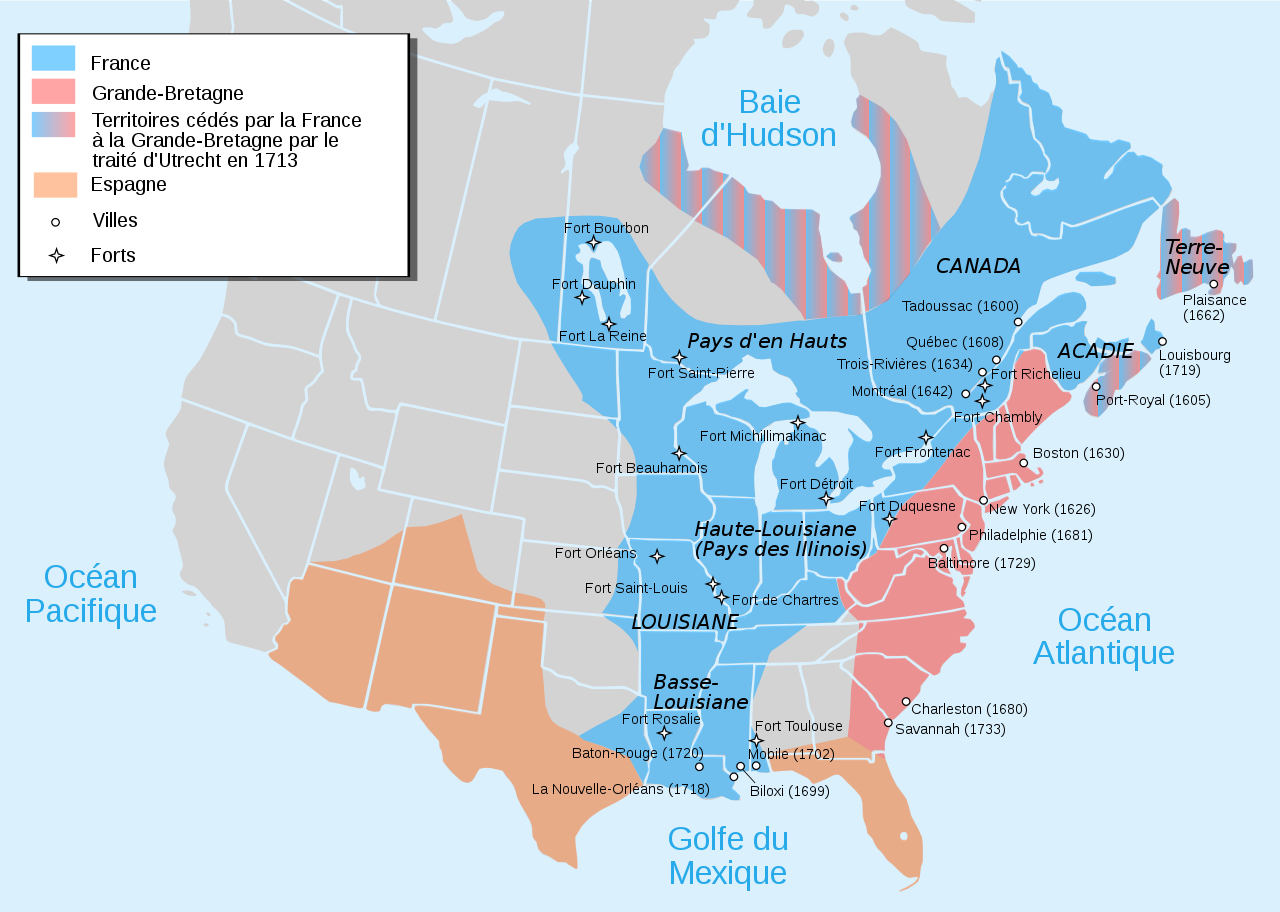 France
Grande-Bretagne
Territoires cédés par la France
à la Grande-Bretagne par le
traité d'Utrecht en 1713
Espagne
Villes
Forts
Baie
d'Hudson
Fort Bourbon
Fort Dauphin
Fort La Reine
CANADA
Terre-
Neuve
Plaisance
(1662)
Tadoussac (1600)
Pays d'en Hauts
Québec (1608)
ACADIE
Louisbourg
(1719)
Trois-Rivières (1634)
Fort Richelieu
Fort Saint-Pierre
Montréal (1642)
Port-Royal (1605)
Fort Chambly
Fort Michillimakinac
Fort Frontenac
Boston (1630)
Fort Beauharnois
Fort Détroit
Fort Duquesne
New York (1626)
Haute-Louisiane
(Pays des Illinois)
Philadelphie (1681)
Fort Orléans
Baltimore (1729)
Océan
Pacifique
Fort Saint-Louis
Fort de Chartres
LOUISIANE
Océan
Atlantique
Basse-
Louisiane
Charleston (1680)
Fort Rosalie
Fort Toulouse
Savannah (1733)
Baton-Rouge (1720)
Mobile (1702)
La Nouvelle-Orléans (1718)
Biloxi (1699)
Golfe du
Mexique